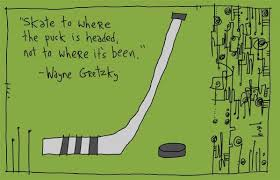 "Skate to where
the puck is headed,
not to where it's been."
-Wayne Gretzky